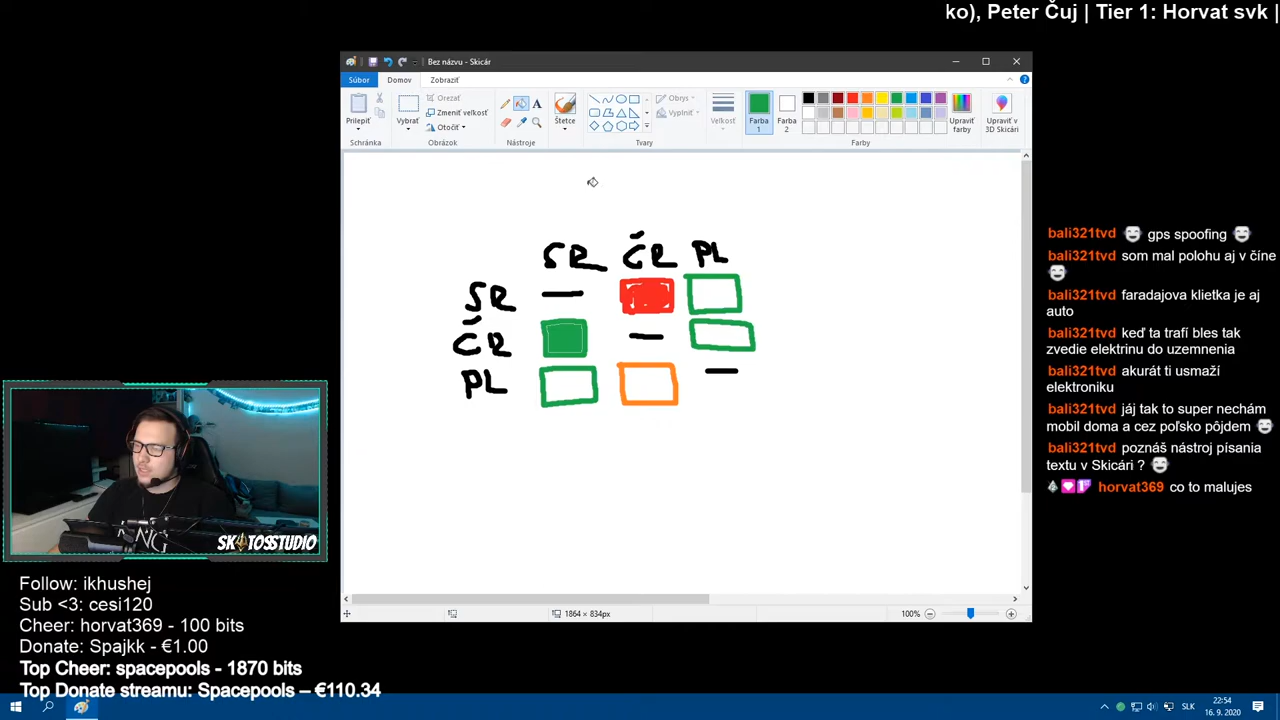 ko), Peter Čuj | Tier 1: Horvat svk |
Bez názvu - Skicár
Súbor
Domov
Zobraziť
Prilepiť
Schránka
Vybrať
Orezať
Zmeniť veľkosť
Otočiť
Obrázok
A
Nástroje
Štetce
Obrys
Vyplniť
Tvary
Veľkosť
Farba 1
Farba 2
Upraviť farby
Upraviť v 3D Skicári
Farby
SR ČR PL
SR —
ČR —
PL —
1864 × 834px
100%
bali321tvd gps spoofing
bali321tvd som mal polohu aj v číne
bali321tvd faradajova klietka je aj
auto
bali321tvd keď ta trafí bles tak
zvedie elektrinu do uzemnenia
bali321tvd akurát ti usmaží
elektroniku
bali321tvd jáj tak to super nechám
mobil doma a cez poľsko pôjdem
bali321tvd poznáš nástroj písania
textu v Skicári ?
horvat369 co to malujes
SKTOSSTUDIO
Follow: ikhushej
Sub <3: cesi120
Cheer: horvat369 - 100 bits
Donate: Spajkk - €1.00
Top Cheer: spacepools - 1870 bits
Top Donate streamu: Spacepools – €110.34
SLK
22:54
16. 9. 2020